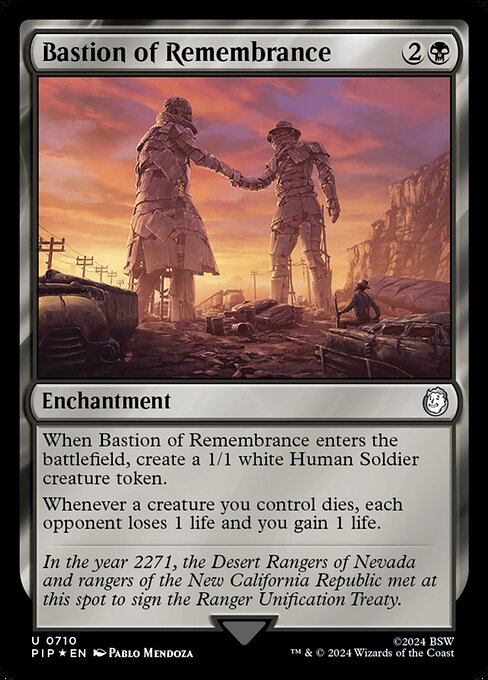 Bastion of Remembrance 2
Enchantment
When Bastion of Remembrance enters the
battlefield, create a 1/1 white Human Soldier
creature token.
Whenever a creature you control dies, each
opponent loses 1 life and you gain 1 life.
In the year 2271, the Desert Rangers of Nevada
and rangers of the New California Republic met at
this spot to sign the Ranger Unification Treaty.
U 0710
©2024 BSW
PIP★EN Pablo Mendoza
™ & © 2024 Wizards of the Coast